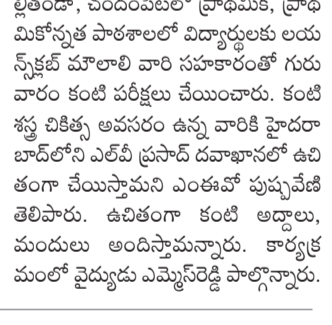 ల్లితండా, చందంపేటలో ప్రాథమిక, ప్రాథ
మికోన్నత పాఠశాలలో విద్యార్థులకు లయ
న్స్‌క్లబ్ మౌలాలి వారి సహకారంతో గురు
వారం కంటి పరీక్షలు చేయించారు. కంటి
శస్త్ర చికిత్స అవసరం ఉన్న వారికి హైదరా
బాద్‌లోని ఎల్‌వీ ప్రసాద్ దవాఖానలో ఉచి
తంగా చేయిస్తామని ఎంఈవో పుష్పవేణి
తెలిపారు. ఉచితంగా కంటి అద్దాలు,
మందులు అందిస్తామన్నారు. కార్యక్ర
మంలో వైద్యుడు ఎమ్మెస్‌రెడ్డి పాల్గొన్నారు.